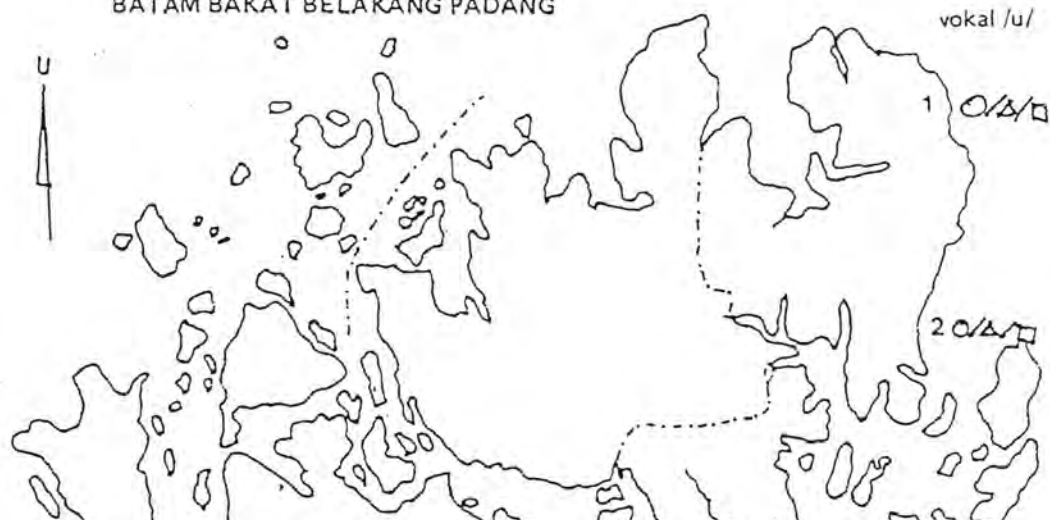 BATAM BARAT BELAKANG PADANG
vokal /u/
U
1 ○/△/□
2 ○/△/□